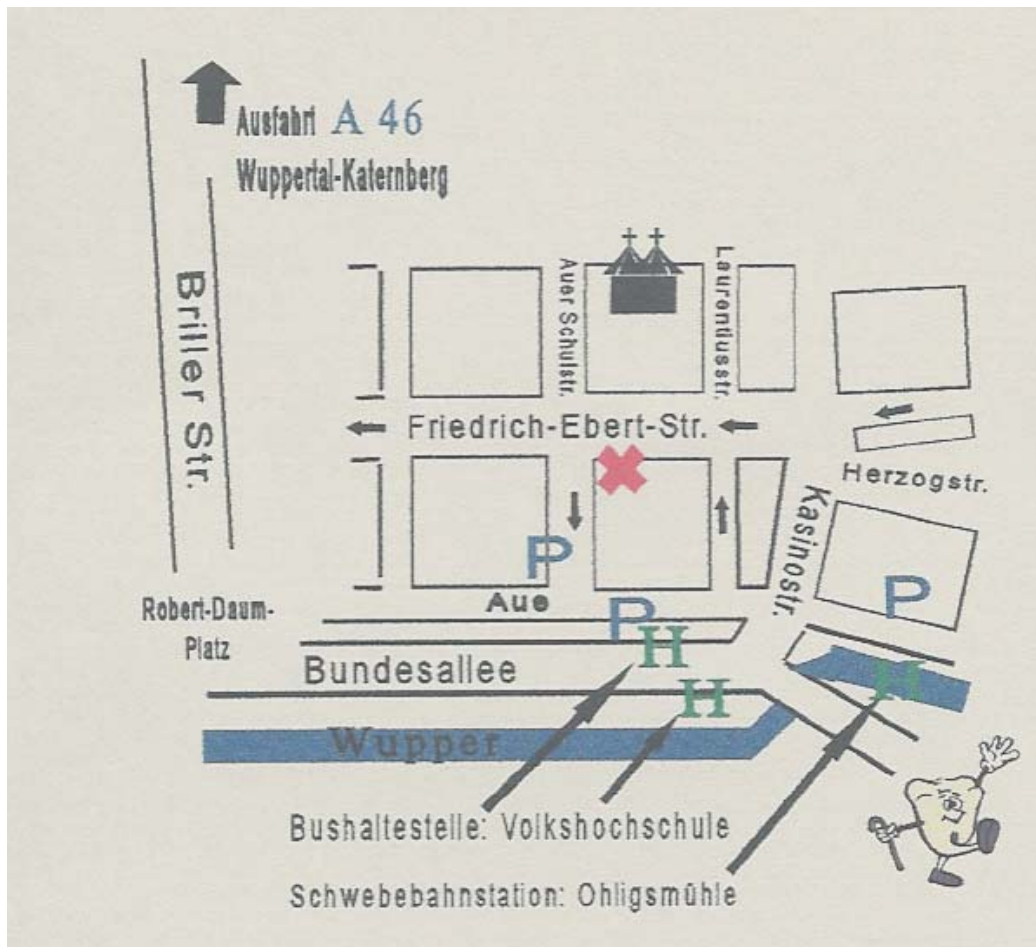 Ausfahrt A 46
Wuppertal-Katernberg
Briller Str.
Auer Schulstr.
Laurentiusstr.
Friedrich-Ebert-Str.
Herzogstr.
Kasinostr.
P
P
Aue
P
Robert-Daum-
Platz
H
Bundesallee
H
H
Wupper
Bushaltestelle: Volkshochschule
Schwebebahnstation: Ohligsmühle